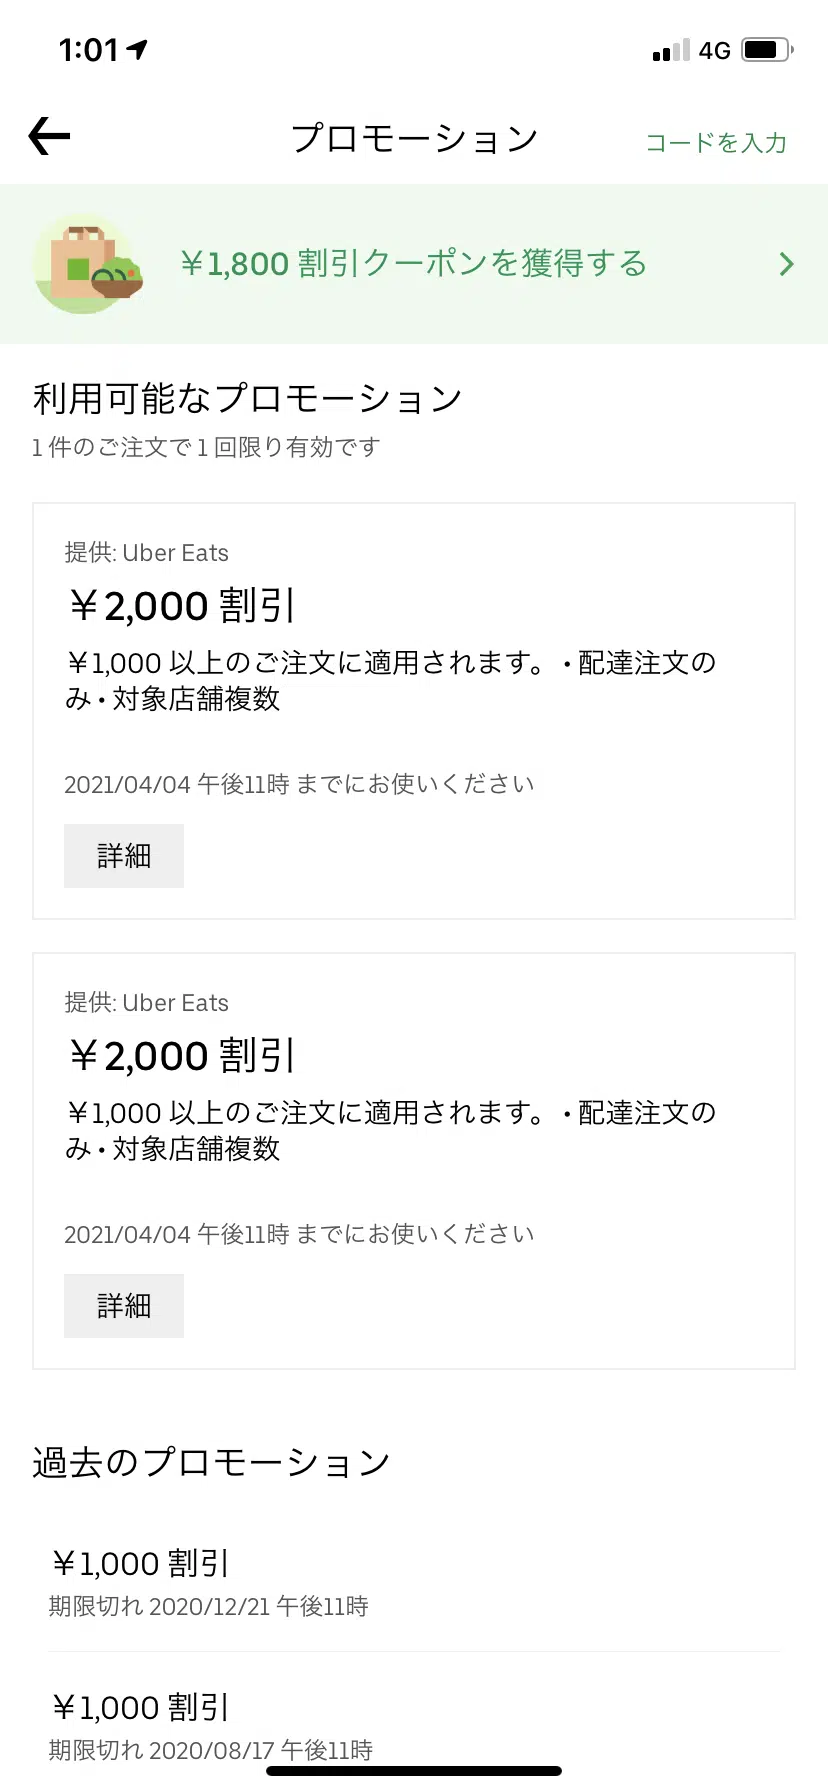 1:01
4G
プロモーション
コードを入力
￥1,800 割引クーポンを獲得する
利用可能なプロモーション
1 件のご注文で 1 回限り有効です
提供: Uber Eats
￥2,000 割引
￥1,000 以上のご注文に適用されます。 • 配達注文の
み • 対象店舗複数
2021/04/04 午後11時 までにお使いください
詳細
提供: Uber Eats
￥2,000 割引
￥1,000 以上のご注文に適用されます。 • 配達注文の
み • 対象店舗複数
2021/04/04 午後11時 までにお使いください
詳細
過去のプロモーション
￥1,000 割引
期限切れ 2020/12/21 午後11時
￥1,000 割引
期限切れ 2020/08/17 午後11時